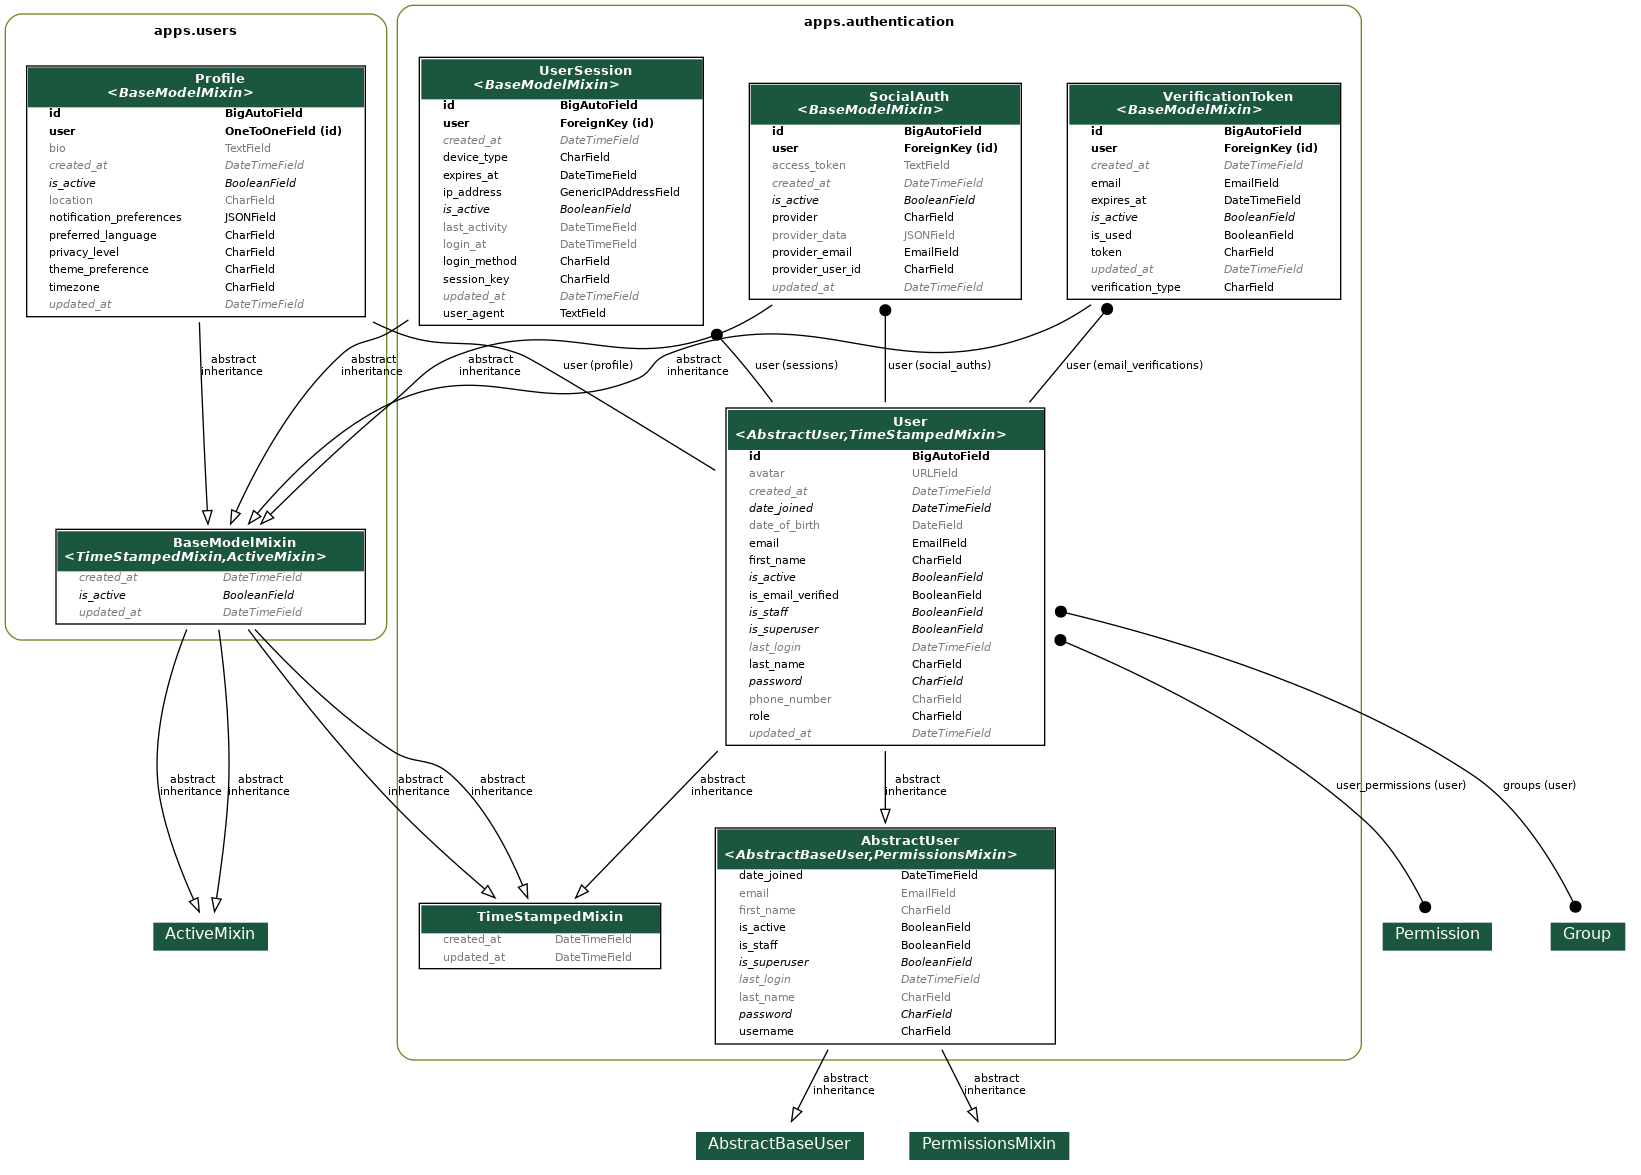 apps.users
Profile
<BaseModelMixin>
id BigAutoField
user OneToOneField (id)
bio TextField
created_at DateTimeField
is_active BooleanField
location CharField
notification_preferences JSONField
preferred_language CharField
privacy_level CharField
theme_preference CharField
timezone CharField
updated_at DateTimeField
apps.authentication
UserSession
<BaseModelMixin>
id BigAutoField
user ForeignKey (id)
created_at DateTimeField
device_type CharField
expires_at DateTimeField
ip_address GenericIPAddressField
is_active BooleanField
last_activity DateTimeField
login_at DateTimeField
login_method CharField
session_key CharField
updated_at DateTimeField
user_agent TextField
SocialAuth
<BaseModelMixin>
id BigAutoField
user ForeignKey (id)
access_token TextField
created_at DateTimeField
is_active BooleanField
provider CharField
provider_data JSONField
provider_email EmailField
provider_user_id CharField
updated_at DateTimeField
VerificationToken
<BaseModelMixin>
id BigAutoField
user ForeignKey (id)
created_at DateTimeField
email EmailField
expires_at DateTimeField
is_active BooleanField
is_used BooleanField
token CharField
updated_at DateTimeField
verification_type CharField
abstract
inheritance
abstract
inheritance
abstract
inheritance
user (profile)
abstract
inheritance
user (sessions)
user (social_auths)
user (email_verifications)
User
<AbstractUser,TimeStampedMixin>
id BigAutoField
avatar URLField
created_at DateTimeField
date_joined DateTimeField
date_of_birth DateField
email EmailField
first_name CharField
is_active BooleanField
is_email_verified BooleanField
is_staff BooleanField
is_superuser BooleanField
last_login DateTimeField
last_name CharField
password CharField
phone_number CharField
role CharField
updated_at DateTimeField
BaseModelMixin
<TimeStampedMixin,ActiveMixin>
created_at DateTimeField
is_active BooleanField
updated_at DateTimeField
abstract
inheritance
abstract
inheritance
abstract
inheritance
abstract
inheritance
abstract
inheritance
abstract
inheritance
user_permissions (user)
groups (user)
AbstractUser
<AbstractBaseUser,PermissionsMixin>
date_joined DateTimeField
email EmailField
first_name CharField
is_active BooleanField
is_staff BooleanField
is_superuser BooleanField
last_login DateTimeField
last_name CharField
password CharField
username CharField
TimeStampedMixin
created_at DateTimeField
updated_at DateTimeField
ActiveMixin
Permission
Group
abstract
inheritance
abstract
inheritance
AbstractBaseUser
PermissionsMixin